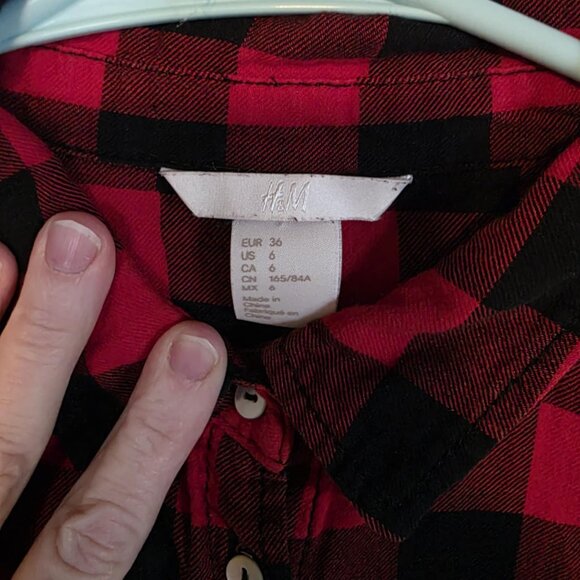 H&M
EUR 36
US 6
CA 6
CN 165/84A
MX 6
Made in
China
Fabriqué en
Chine